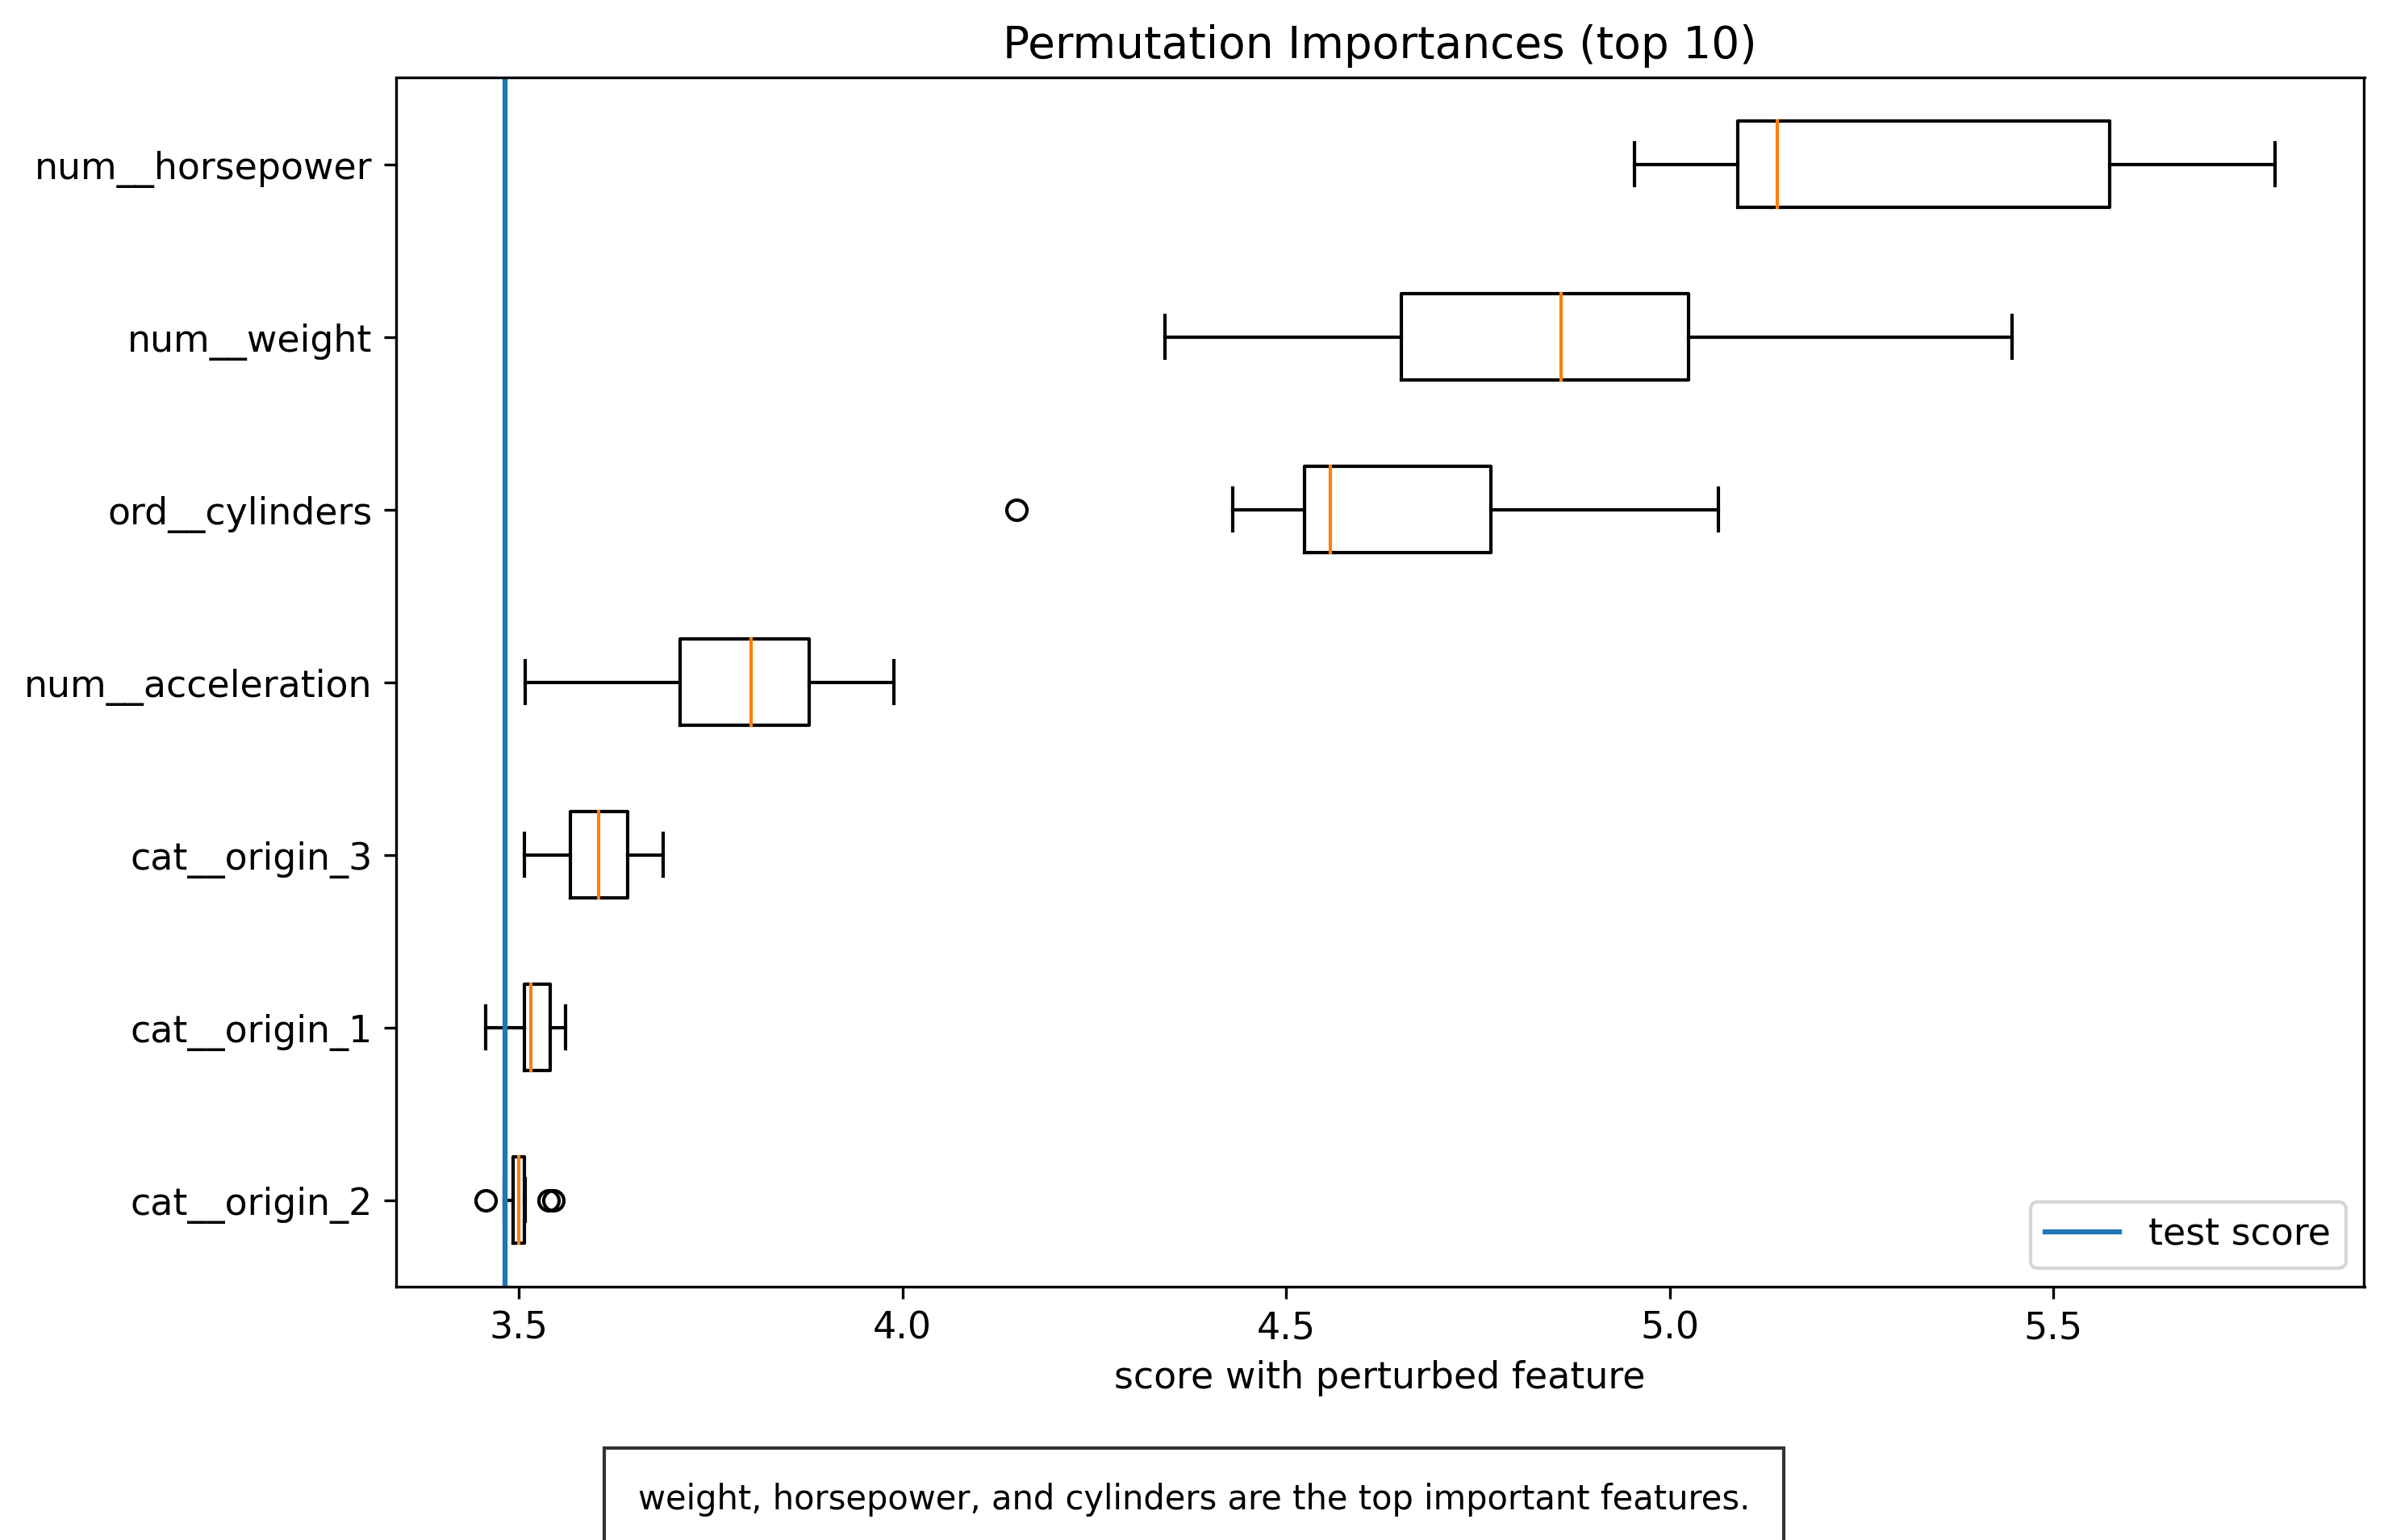 Permutation Importances (top 10)
num__horsepower
num__weight
ord__cylinders
num__acceleration
cat__origin_3
cat__origin_1
cat__origin_2
test score
3.5 4.0 4.5 5.0 5.5
score with perturbed feature
weight, horsepower, and cylinders are the top important features.